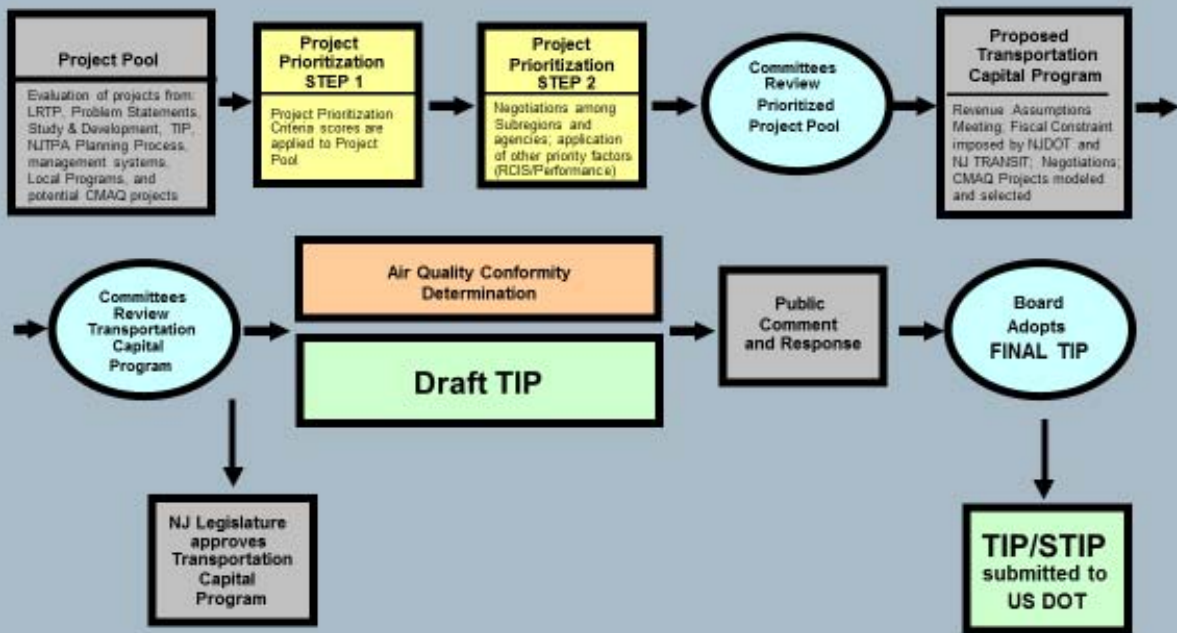 Project Pool
Evaluation of projects from:
LRTP, Problem Statements,
Study & Development, TIP,
NJTPA Planning Process,
management systems,
Local Programs, and
potential CMAQ projects
Project
Prioritization
STEP 1
Project Prioritization
Criteria scores are
applied to Project
Pool
Project
Prioritization
STEP 2
Negotiations among
Subregions and
agencies; application
of other priority factors
(RCIS/Performance)
Committees
Review
Prioritized
Project Pool
Proposed
Transportation
Capital Program
Revenue Assumptions
Meeting; Fiscal Constraint
imposed by NJDOT and
NJ TRANSIT; Negotiations;
CMAQ Projects modeled
and selected
Committees
Review
Transportation
Capital
Program
Air Quality Conformity
Determination
Draft TIP
Public
Comment
and Response
Board
Adopts
FINAL TIP
NJ Legislature
approves
Transportation
Capital
Program
TIP/STIP
submitted to
US DOT